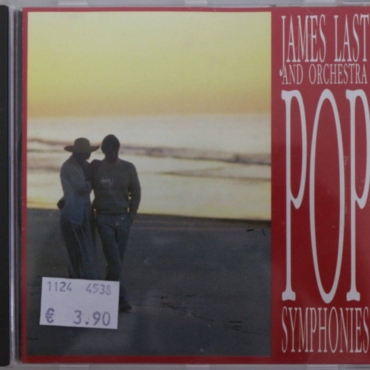 JAMES LAST
AND ORCHESTRA
POP
SYMPHONIES
1124 4538
€ 3.90